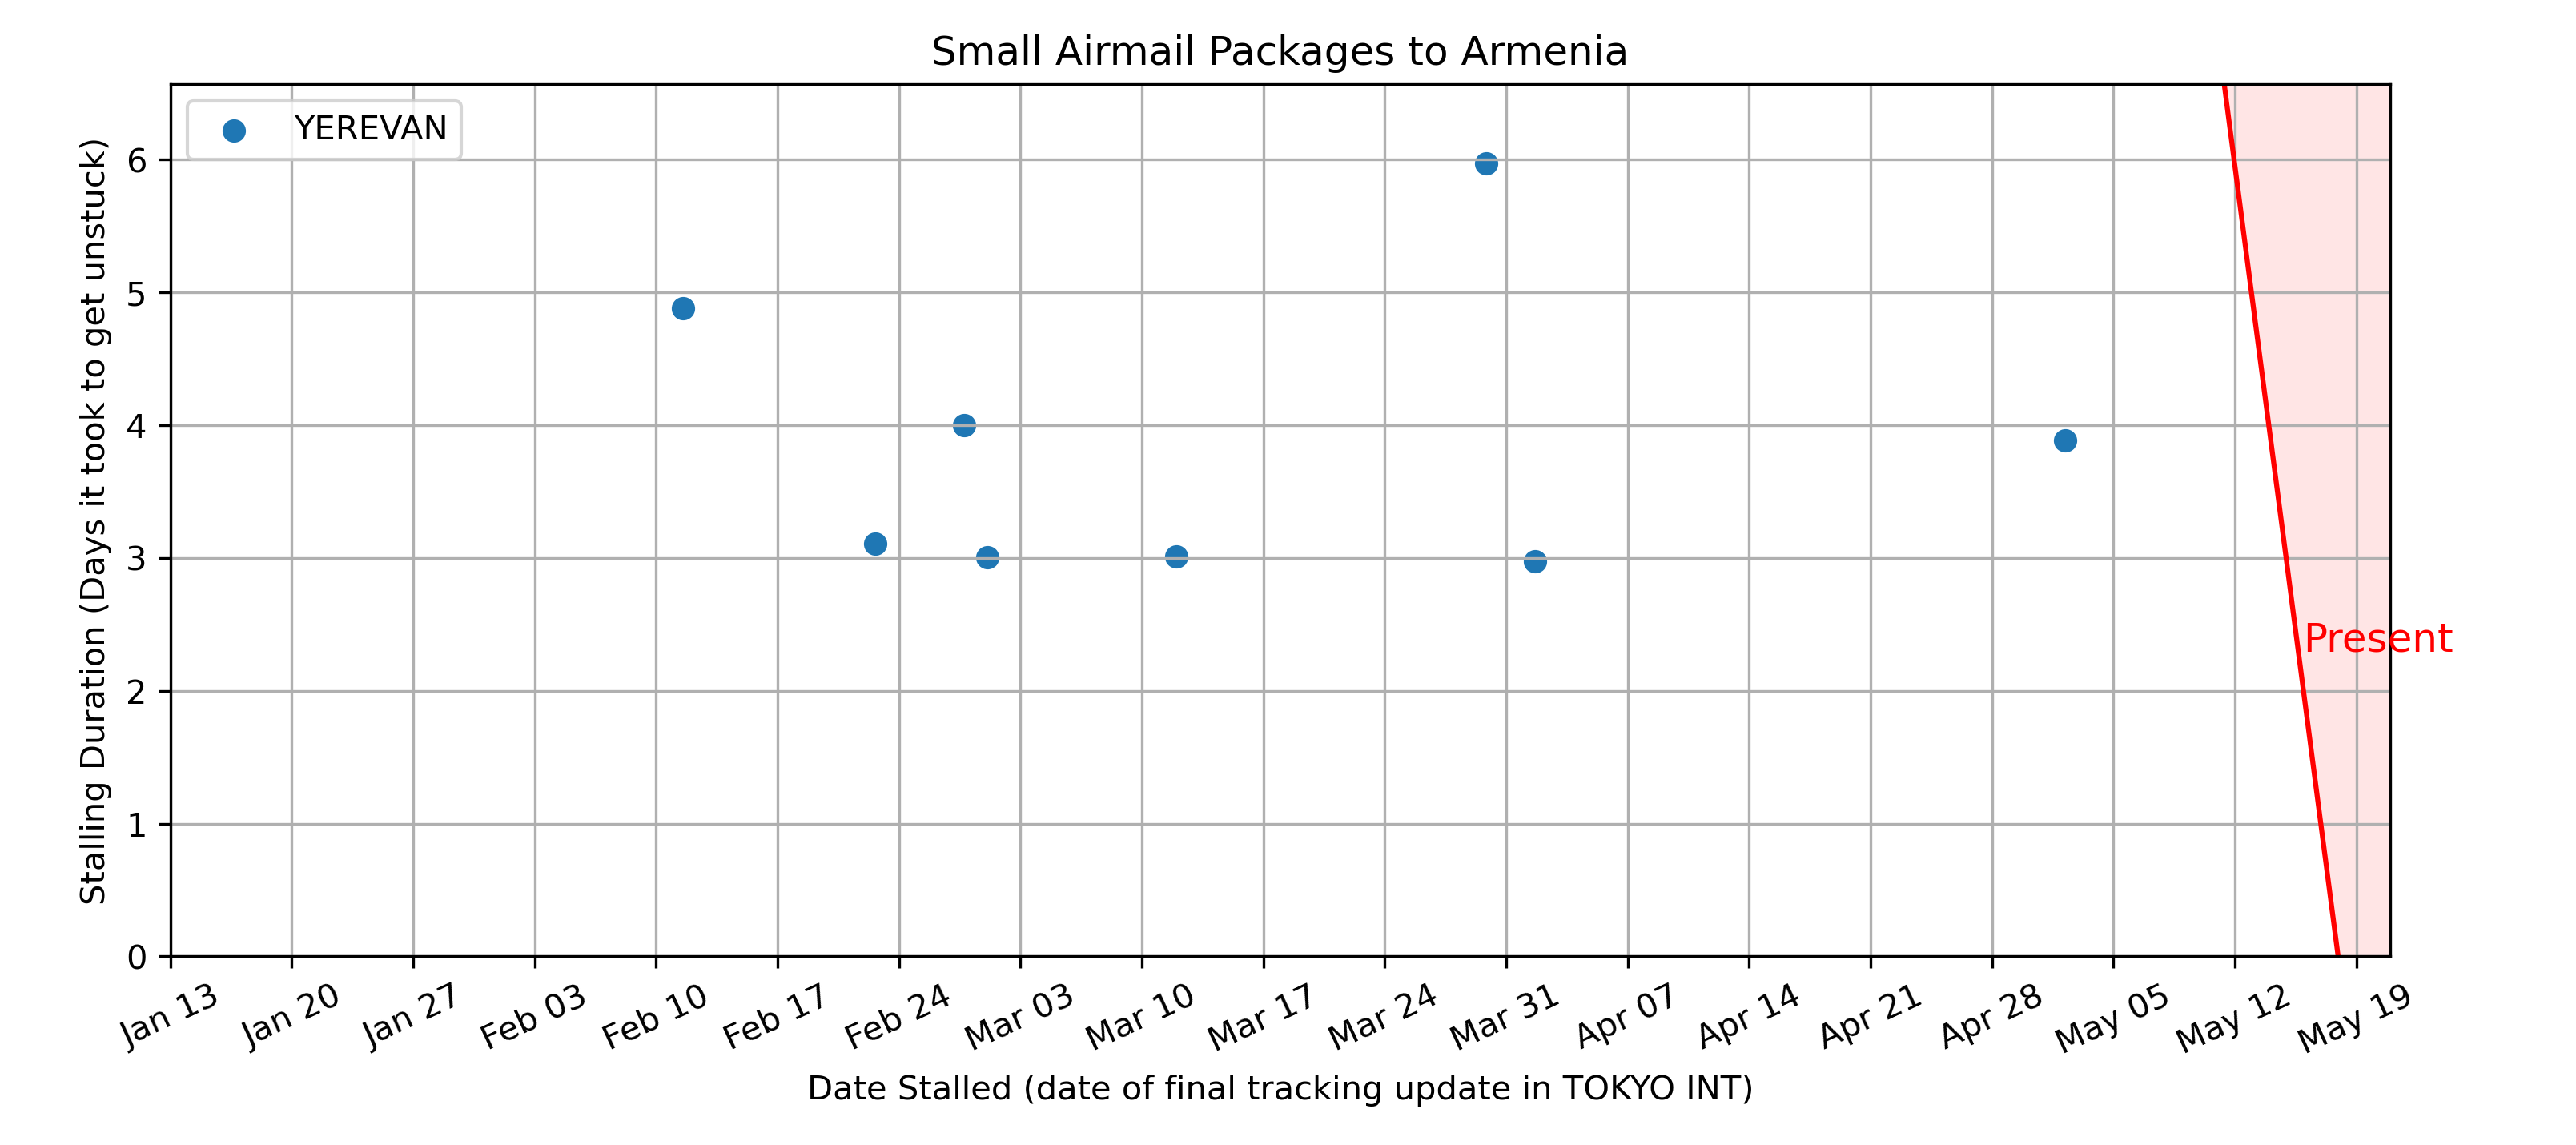 Small Airmail Packages to Armenia
YEREVAN
Stalling Duration (Days it took to get unstuck)
6
5
4
3
2
1
0
Present
Jan 13
Jan 20
Jan 27
Feb 03
Feb 10
Feb 17
Feb 24
Mar 03
Mar 10
Mar 17
Mar 24
Mar 31
Apr 07
Apr 14
Apr 21
Apr 28
May 05
May 12
May 19
Date Stalled (date of final tracking update in TOKYO INT)